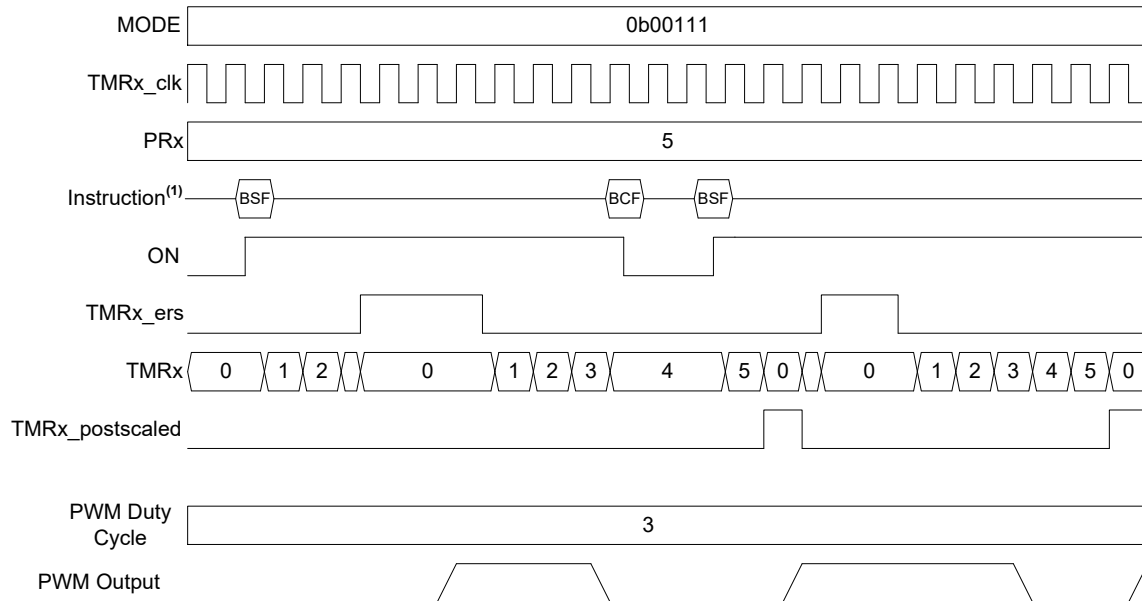 MODE 0b00111
TMRx_clk
PRx 5
Instruction(1) BSF BCF BSF
ON
TMRx_ers
TMRx 0 1 2 0 1 2 3 4 5 0 0 1 2 3 4 5 0
TMRx_postscaled
PWM Duty
Cycle 3
PWM Output